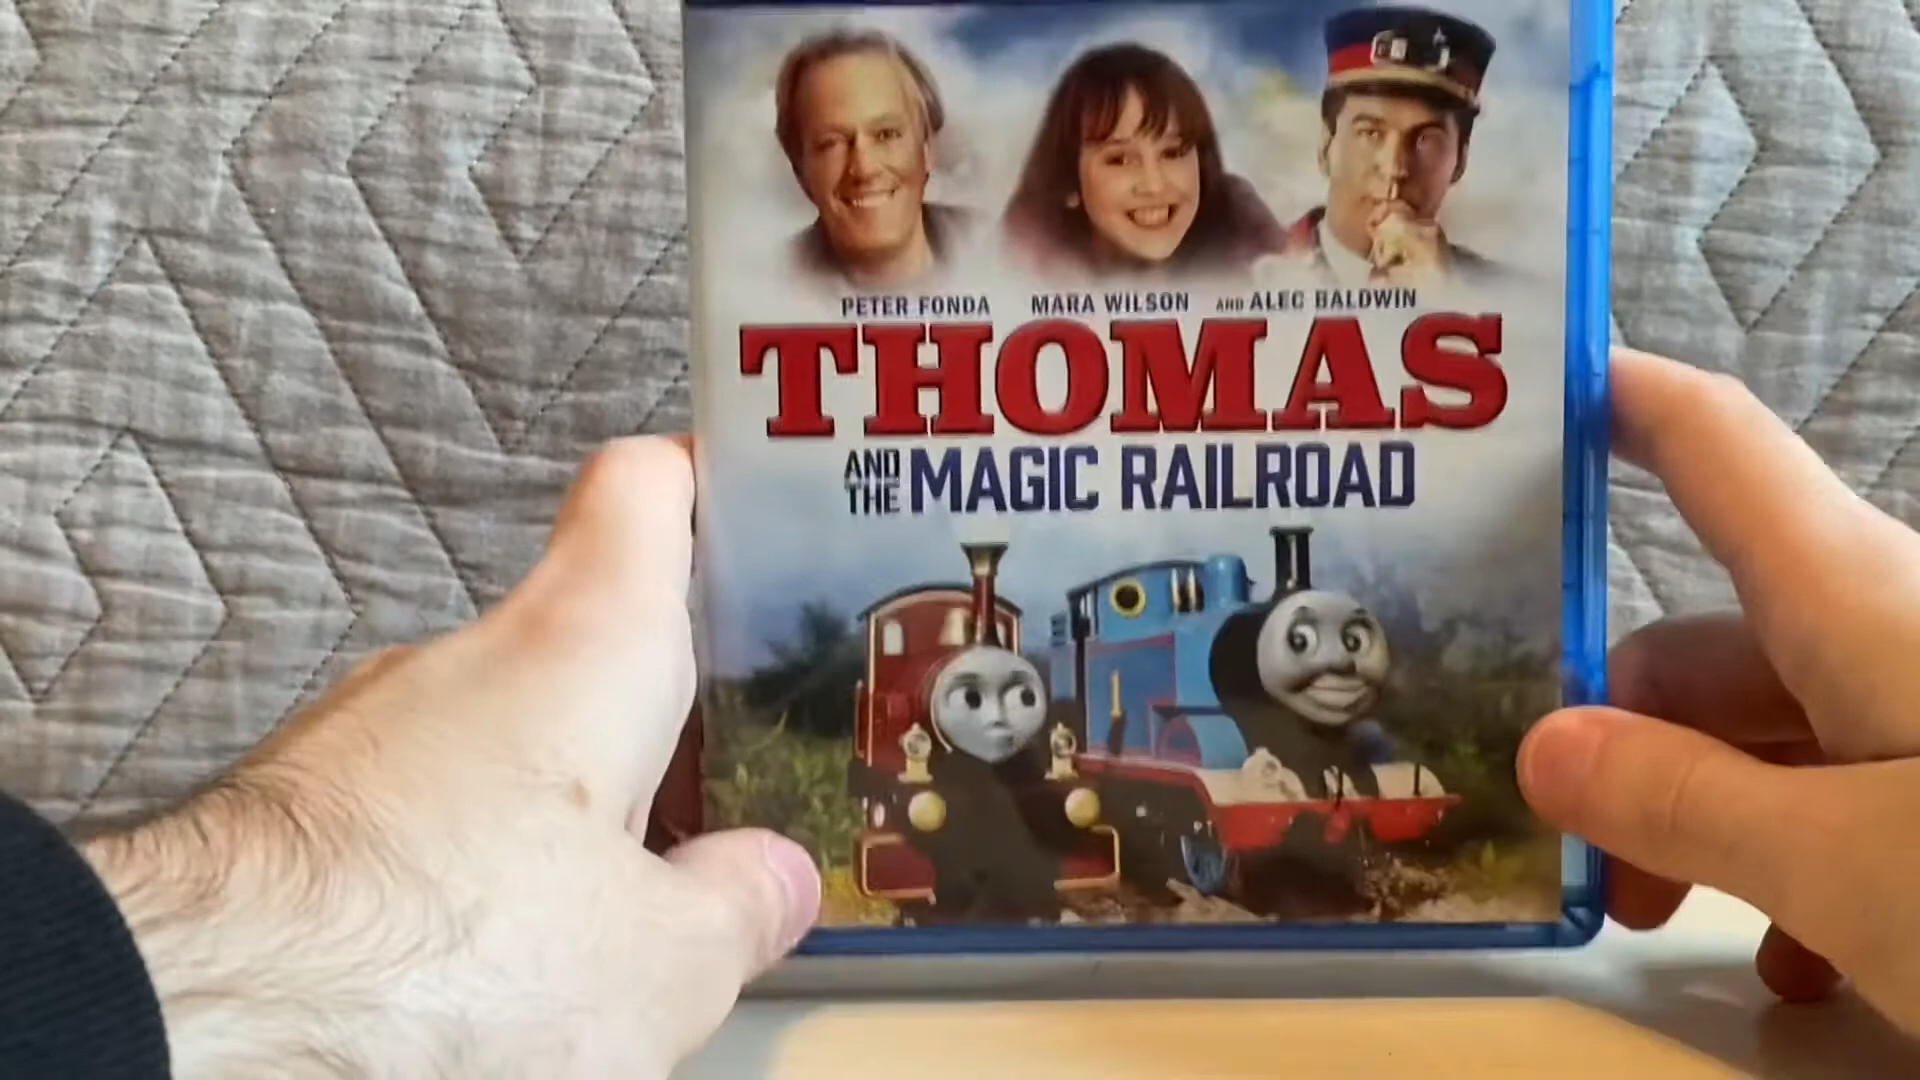 PETER FONDA MARA WILSON AND ALEC BALDWIN
THOMAS
AND THE MAGIC RAILROAD